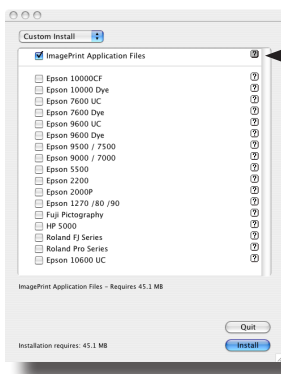 Custom Install
ImagePrint Application Files
Epson 10000CF
Epson 10000 Dye
Epson 7600 UC
Epson 7600 Dye
Epson 9600 UC
Epson 9600 Dye
Epson 9500 / 7500
Epson 9000 / 7000
Epson 5500
Epson 2200
Epson 2000P
Epson 1270 /80 /90
Fuji Pictography
HP 5000
Roland FJ Series
Roland Pro Series
Epson 10600 UC
ImagePrint Application Files - Requires 45.1 MB
Quit
Installation requires: 45.1 MB
Install